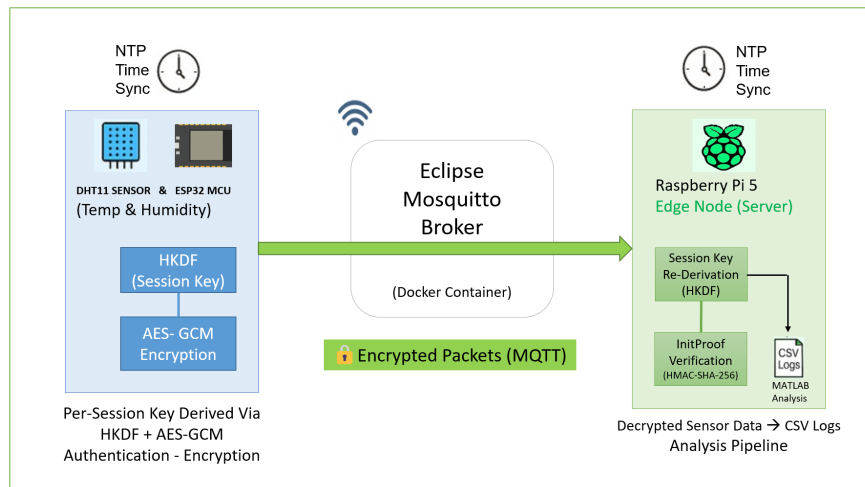 NTP
Time
Sync
DHT11 SENSOR & ESP32 MCU
(Temp & Humidity)
HKDF
(Session Key)
AES- GCM
Encryption
Per-Session Key Derived Via
HKDF + AES-GCM
Authentication - Encryption
Eclipse
Mosquitto
Broker
(Docker Container)
Encrypted Packets (MQTT)
NTP
Time
Sync
Raspberry Pi 5
Edge Node (Server)
Session Key
Re-Derivation
(HKDF)
InitProof
Verification
(HMAC-SHA-256)
CSV
Logs
MATLAB
Analysis
Decrypted Sensor Data → CSV Logs
Analysis Pipeline